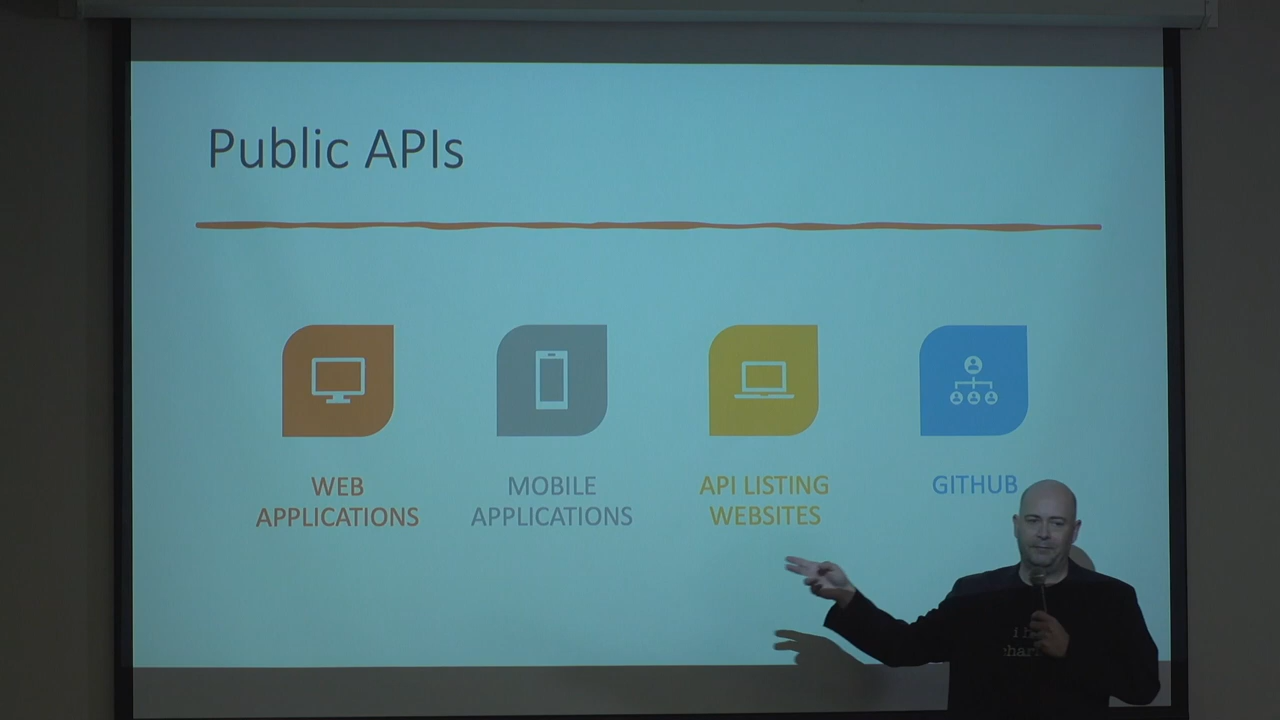 Public APIs
WEB
APPLICATIONS
MOBILE
APPLICATIONS
API LISTING
WEBSITES
GITHUB